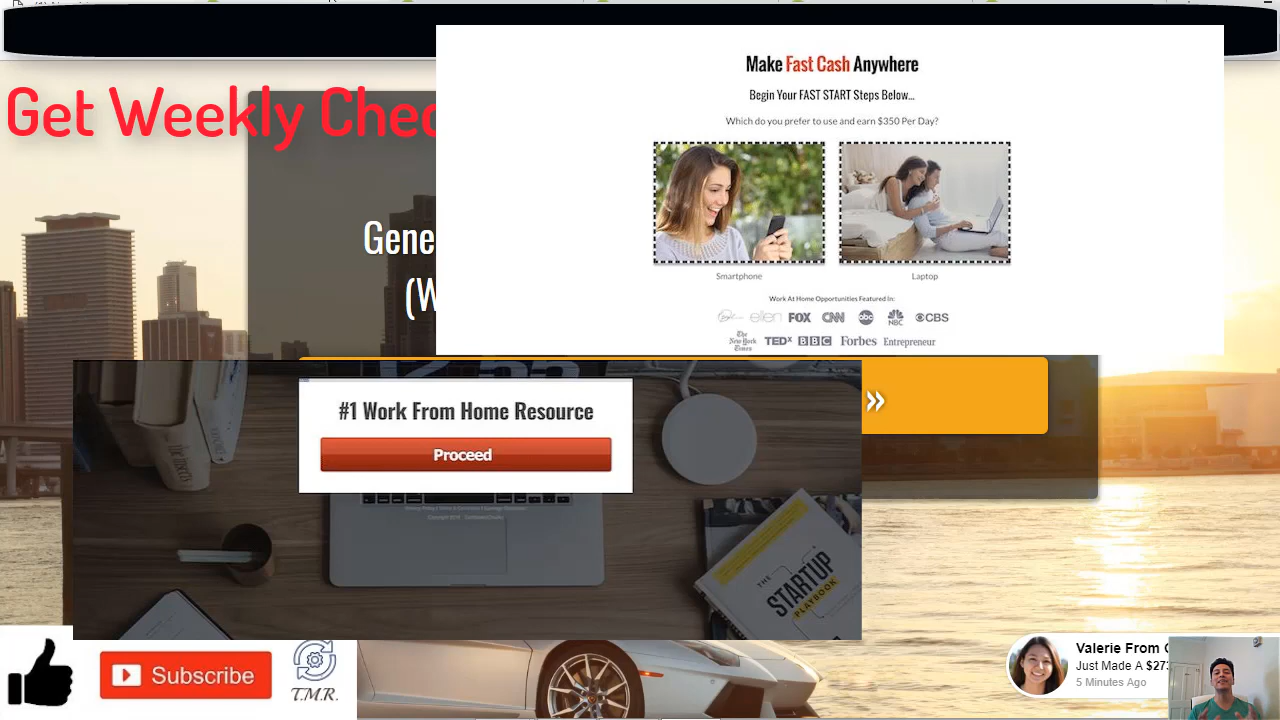 Make Fast Cash Anywhere
Begin Your FAST START Steps Below...
Which do you prefer to use and earn $350 Per Day?
Smartphone
Laptop
Work At Home Opportunities Featured In:
ellen FOX CNN abc NBC CBS
The New York Times TEDx BBC Forbes Entrepreneur
Get Weekly Chec
Gene
(W
»
#1 Work From Home Resource
Proceed
THE STARTUP PLAYBOOK
Subscribe
T.M.R.
Valerie From
Just Made A $27
5 Minutes Ago